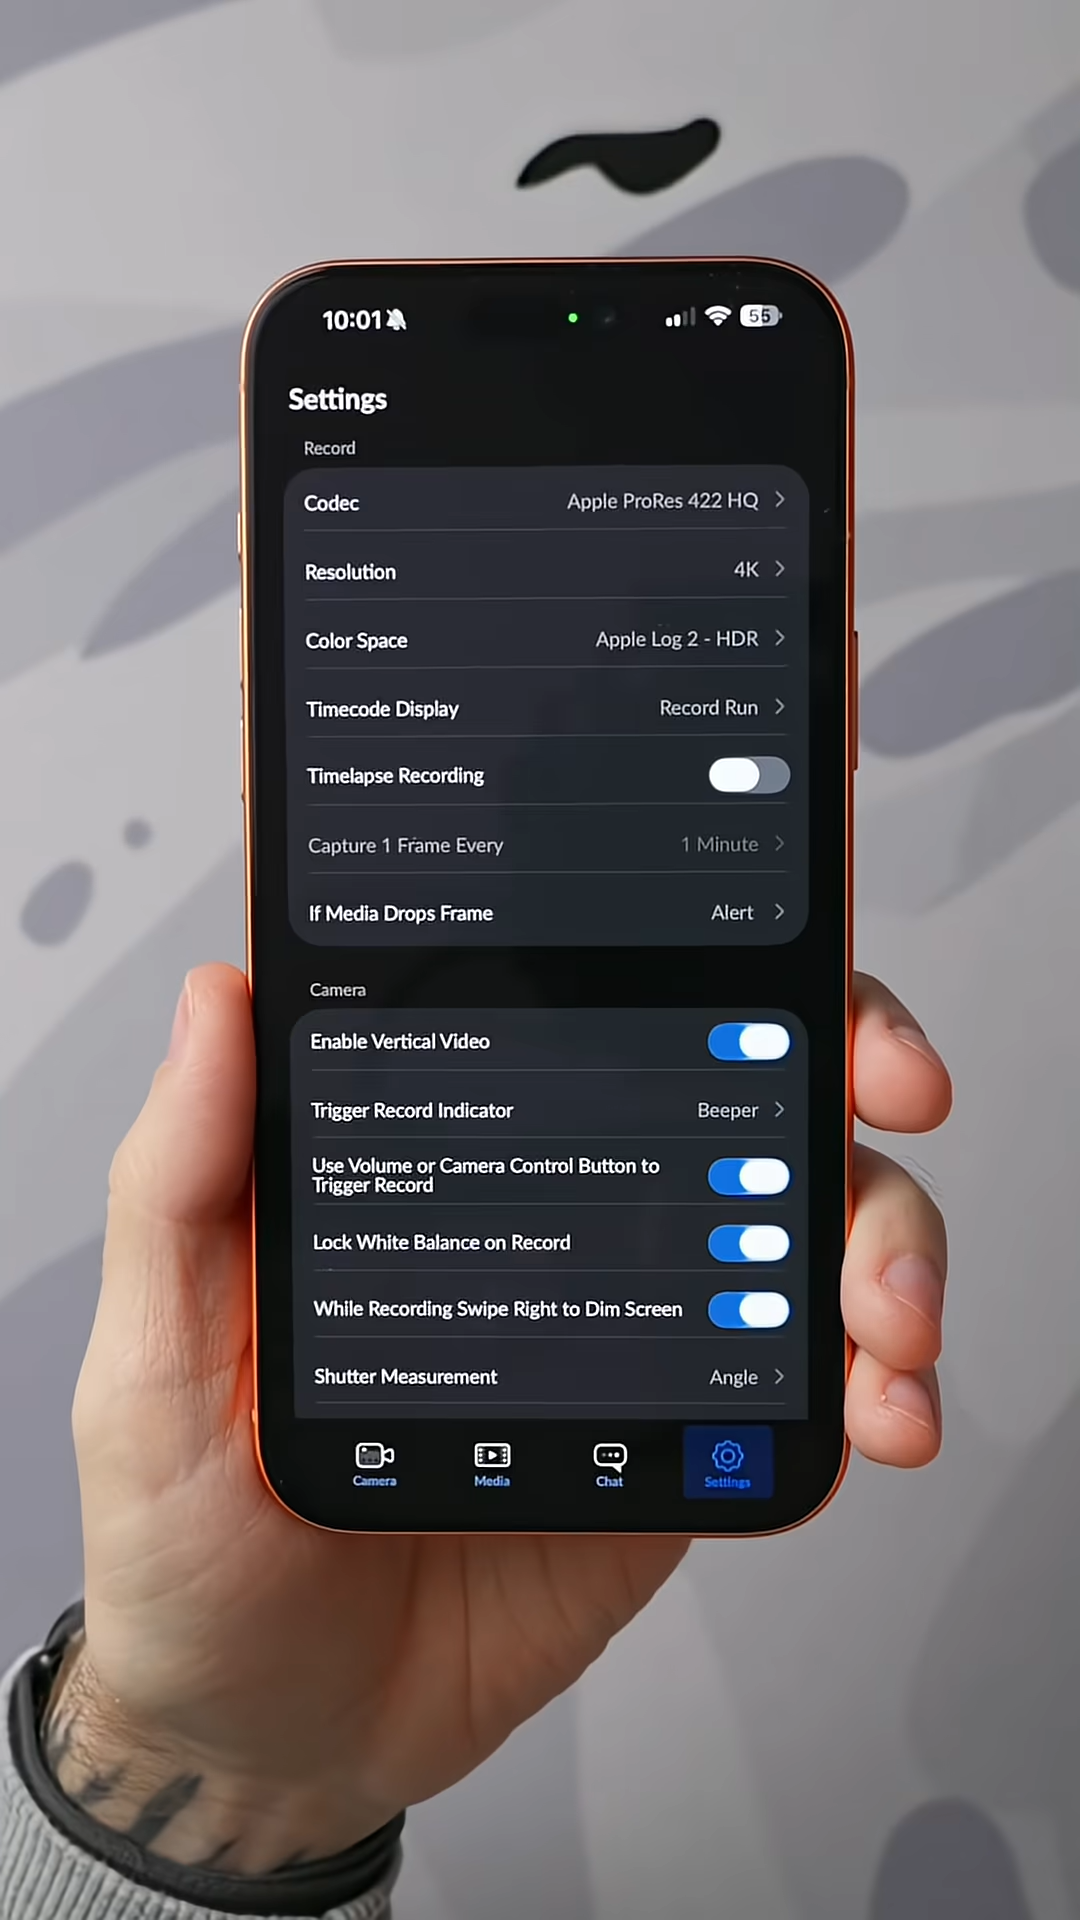 10:01
55
Settings
Record
Codec Apple ProRes 422 HQ
Resolution 4K
Color Space Apple Log 2 - HDR
Timecode Display Record Run
Timelapse Recording
Capture 1 Frame Every 1 Minute
If Media Drops Frame Alert
Camera
Enable Vertical Video
Trigger Record Indicator Beeper
Use Volume or Camera Control Button to
Trigger Record
Lock White Balance on Record
While Recording Swipe Right to Dim Screen
Shutter Measurement Angle
Camera Media Chat Settings